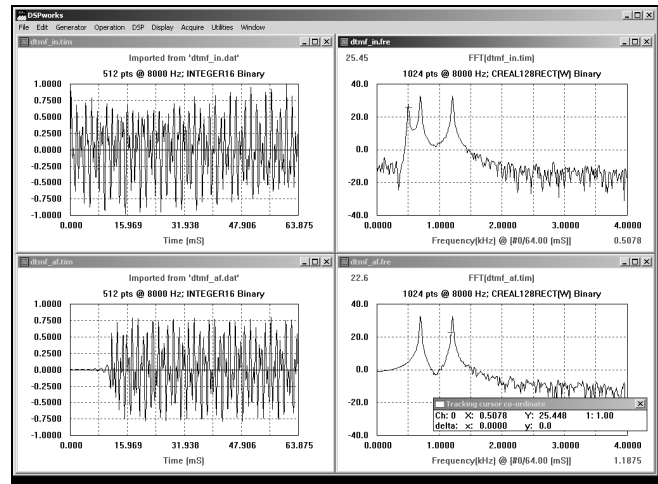 DSPworks
File Edit Generator Operation DSP Display Acquire Utilities Window
dtmf_in.tim
Imported from 'dtmf_in.dat'
512 pts @ 8000 Hz; INTEGER16 Binary
1.0000
0.7500
0.5000
0.2500
0.0000
-0.2500
-0.5000
-0.7500
-1.0000
0.000 15.969 31.938 47.906 63.875
Time (mS)
dtmf_in.fre
25.45 FFT(dtmf_in.tim)
1024 pts @ 8000 Hz; CREAL128RECT(W) Binary
40.0
20.0
0.0
-20.0
-40.0
0.0000 1.0000 2.0000 3.0000 4.0000
Frequency(kHz) @ [#0/64.00 (mS)] 0.5078
dtmf_af.tim
Imported from 'dtmf_af.dat'
512 pts @ 8000 Hz; INTEGER16 Binary
1.0000
0.7500
0.5000
0.2500
0.0000
-0.2500
-0.5000
-0.7500
-1.0000
0.000 15.969 31.938 47.906 63.875
Time (mS)
dtmf_af.fre
22.6 FFT(dtmf_af.tim)
1024 pts @ 8000 Hz; CREAL128RECT(W) Binary
40.0
20.0
0.0
-20.0
-40.0
0.0000 1.0000 2.0000 3.0000 4.0000
Frequency(kHz) @ [#0/64.00 (mS)] 1.1875
Tracking cursor co-ordinate
Ch: 0 X: 0.5078 Y: 25.448 1: 1.00
delta: x: 0.0000 y: 0.0